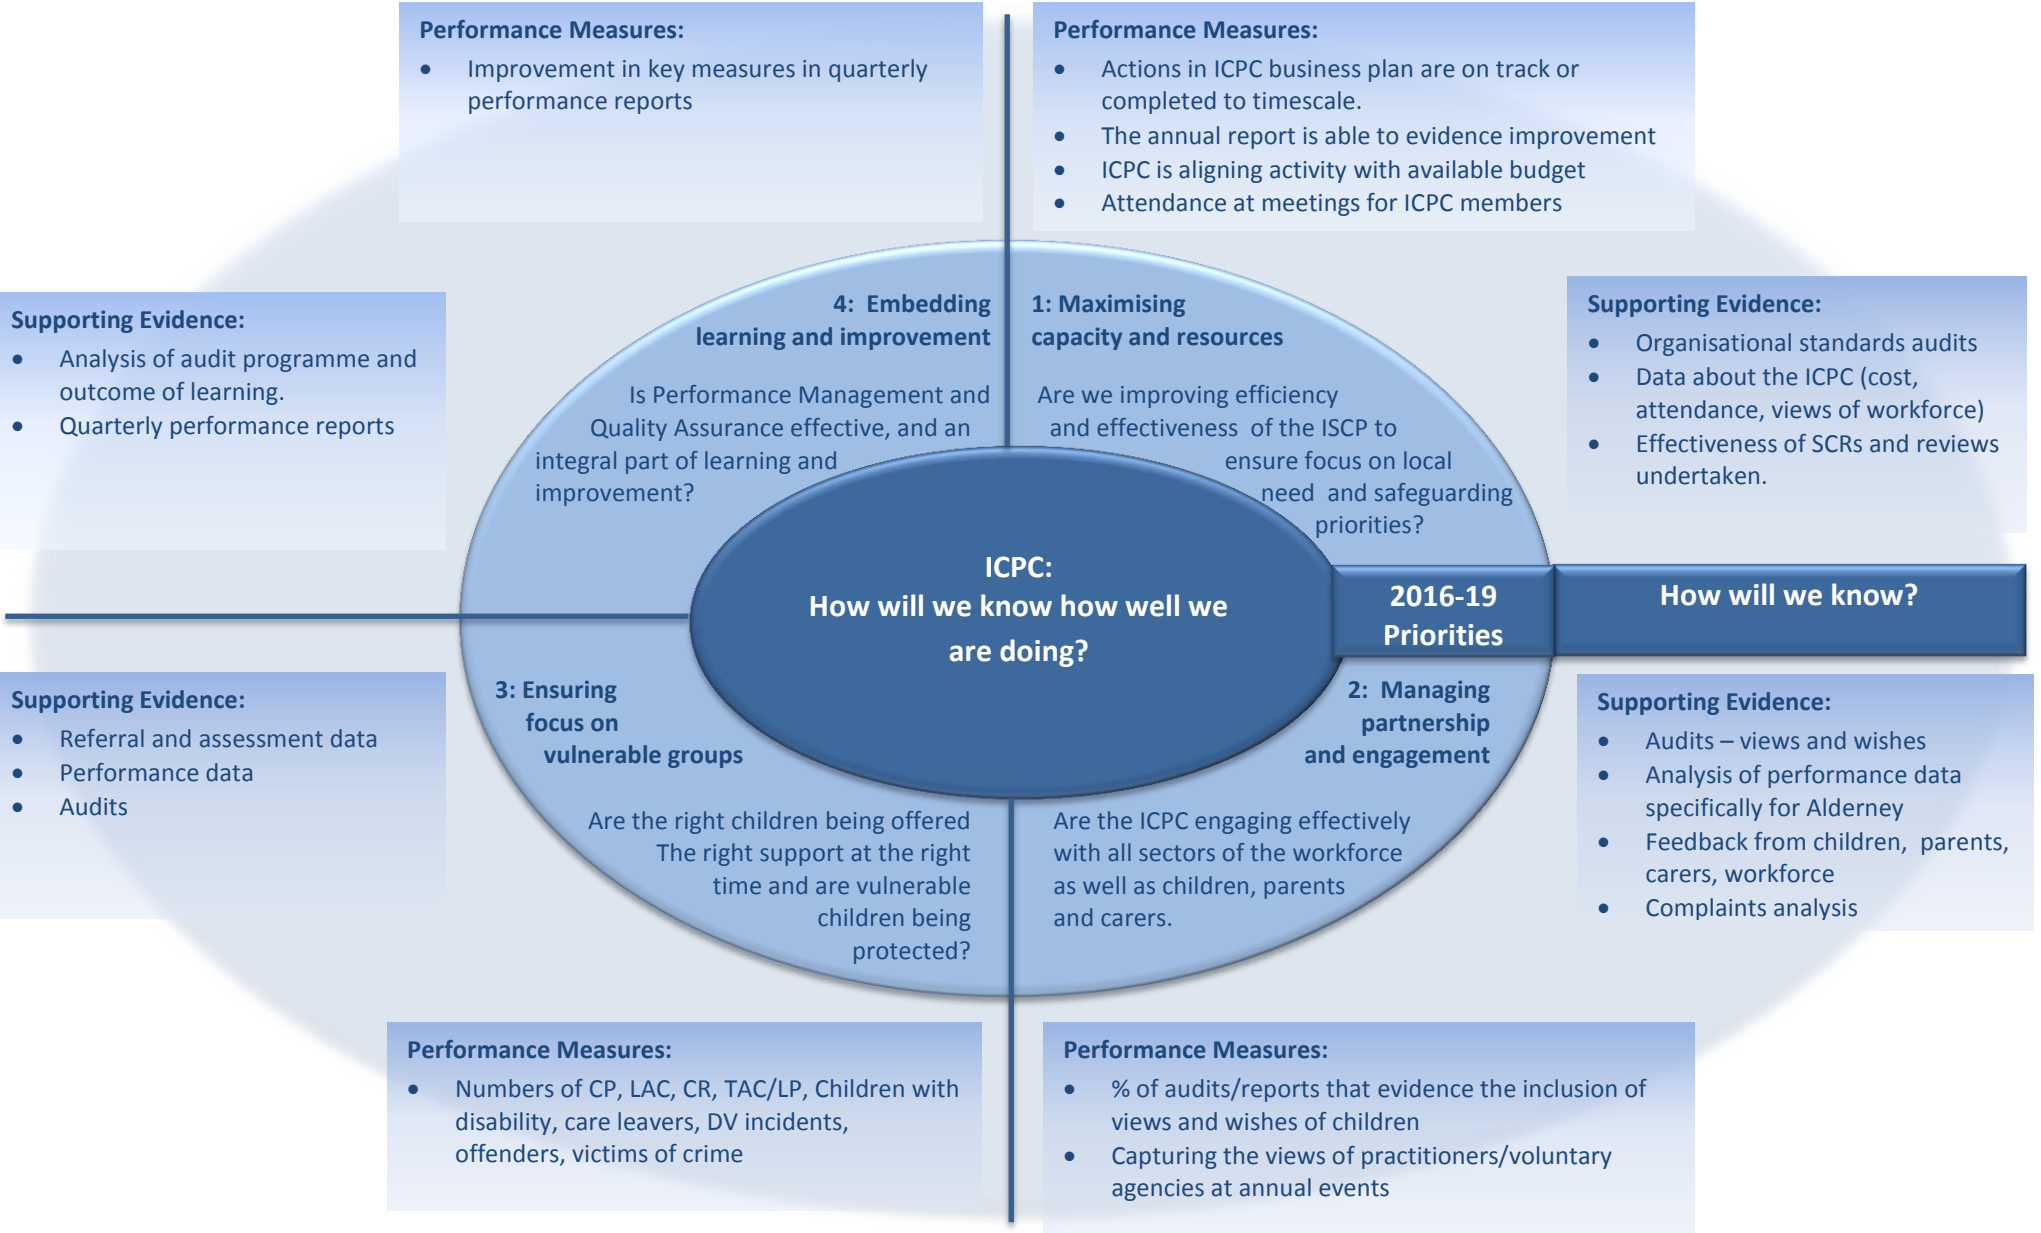 Performance Measures:
• Improvement in key measures in quarterly
performance reports
Performance Measures:
• Actions in ICPC business plan are on track or
completed to timescale.
• The annual report is able to evidence improvement
• ICPC is aligning activity with available budget
• Attendance at meetings for ICPC members
Supporting Evidence:
• Analysis of audit programme and
outcome of learning.
• Quarterly performance reports
4: Embedding
learning and improvement
Is Performance Management and
Quality Assurance effective, and an
integral part of learning and
improvement?
1: Maximising
capacity and resources
Are we improving efficiency
and effectiveness of the ISCP to
ensure focus on local
need and safeguarding
priorities?
Supporting Evidence:
• Organisational standards audits
• Data about the ICPC (cost,
attendance, views of workforce)
• Effectiveness of SCRs and reviews
undertaken.
ICPC:
How will we know how well we
are doing?
2016-19
Priorities
How will we know?
Supporting Evidence:
• Referral and assessment data
• Performance data
• Audits
3: Ensuring
focus on
vulnerable groups
Are the right children being offered
The right support at the right
time and are vulnerable
children being
protected?
2: Managing
partnership
and engagement
Are the ICPC engaging effectively
with all sectors of the workforce
as well as children, parents
and carers.
Supporting Evidence:
• Audits – views and wishes
• Analysis of performance data
specifically for Alderney
• Feedback from children, parents,
carers, workforce
• Complaints analysis
Performance Measures:
• Numbers of CP, LAC, CR, TAC/LP, Children with
disability, care leavers, DV incidents,
offenders, victims of crime
Performance Measures:
• % of audits/reports that evidence the inclusion of
views and wishes of children
• Capturing the views of practitioners/voluntary
agencies at annual events